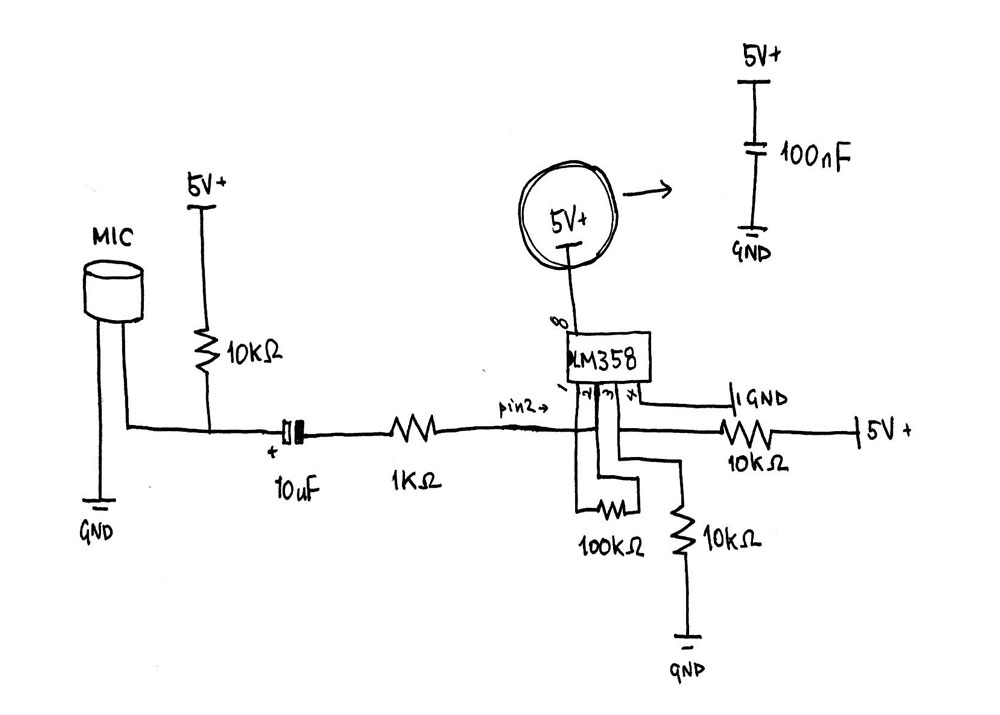 5V+
100nF
GND
5V+
5V+
MIC
10KΩ
8
LM358
1
2
3
4
pin2→
GND
5V+
10KΩ
+
10uF
1KΩ
100KΩ
10KΩ
GND
GND